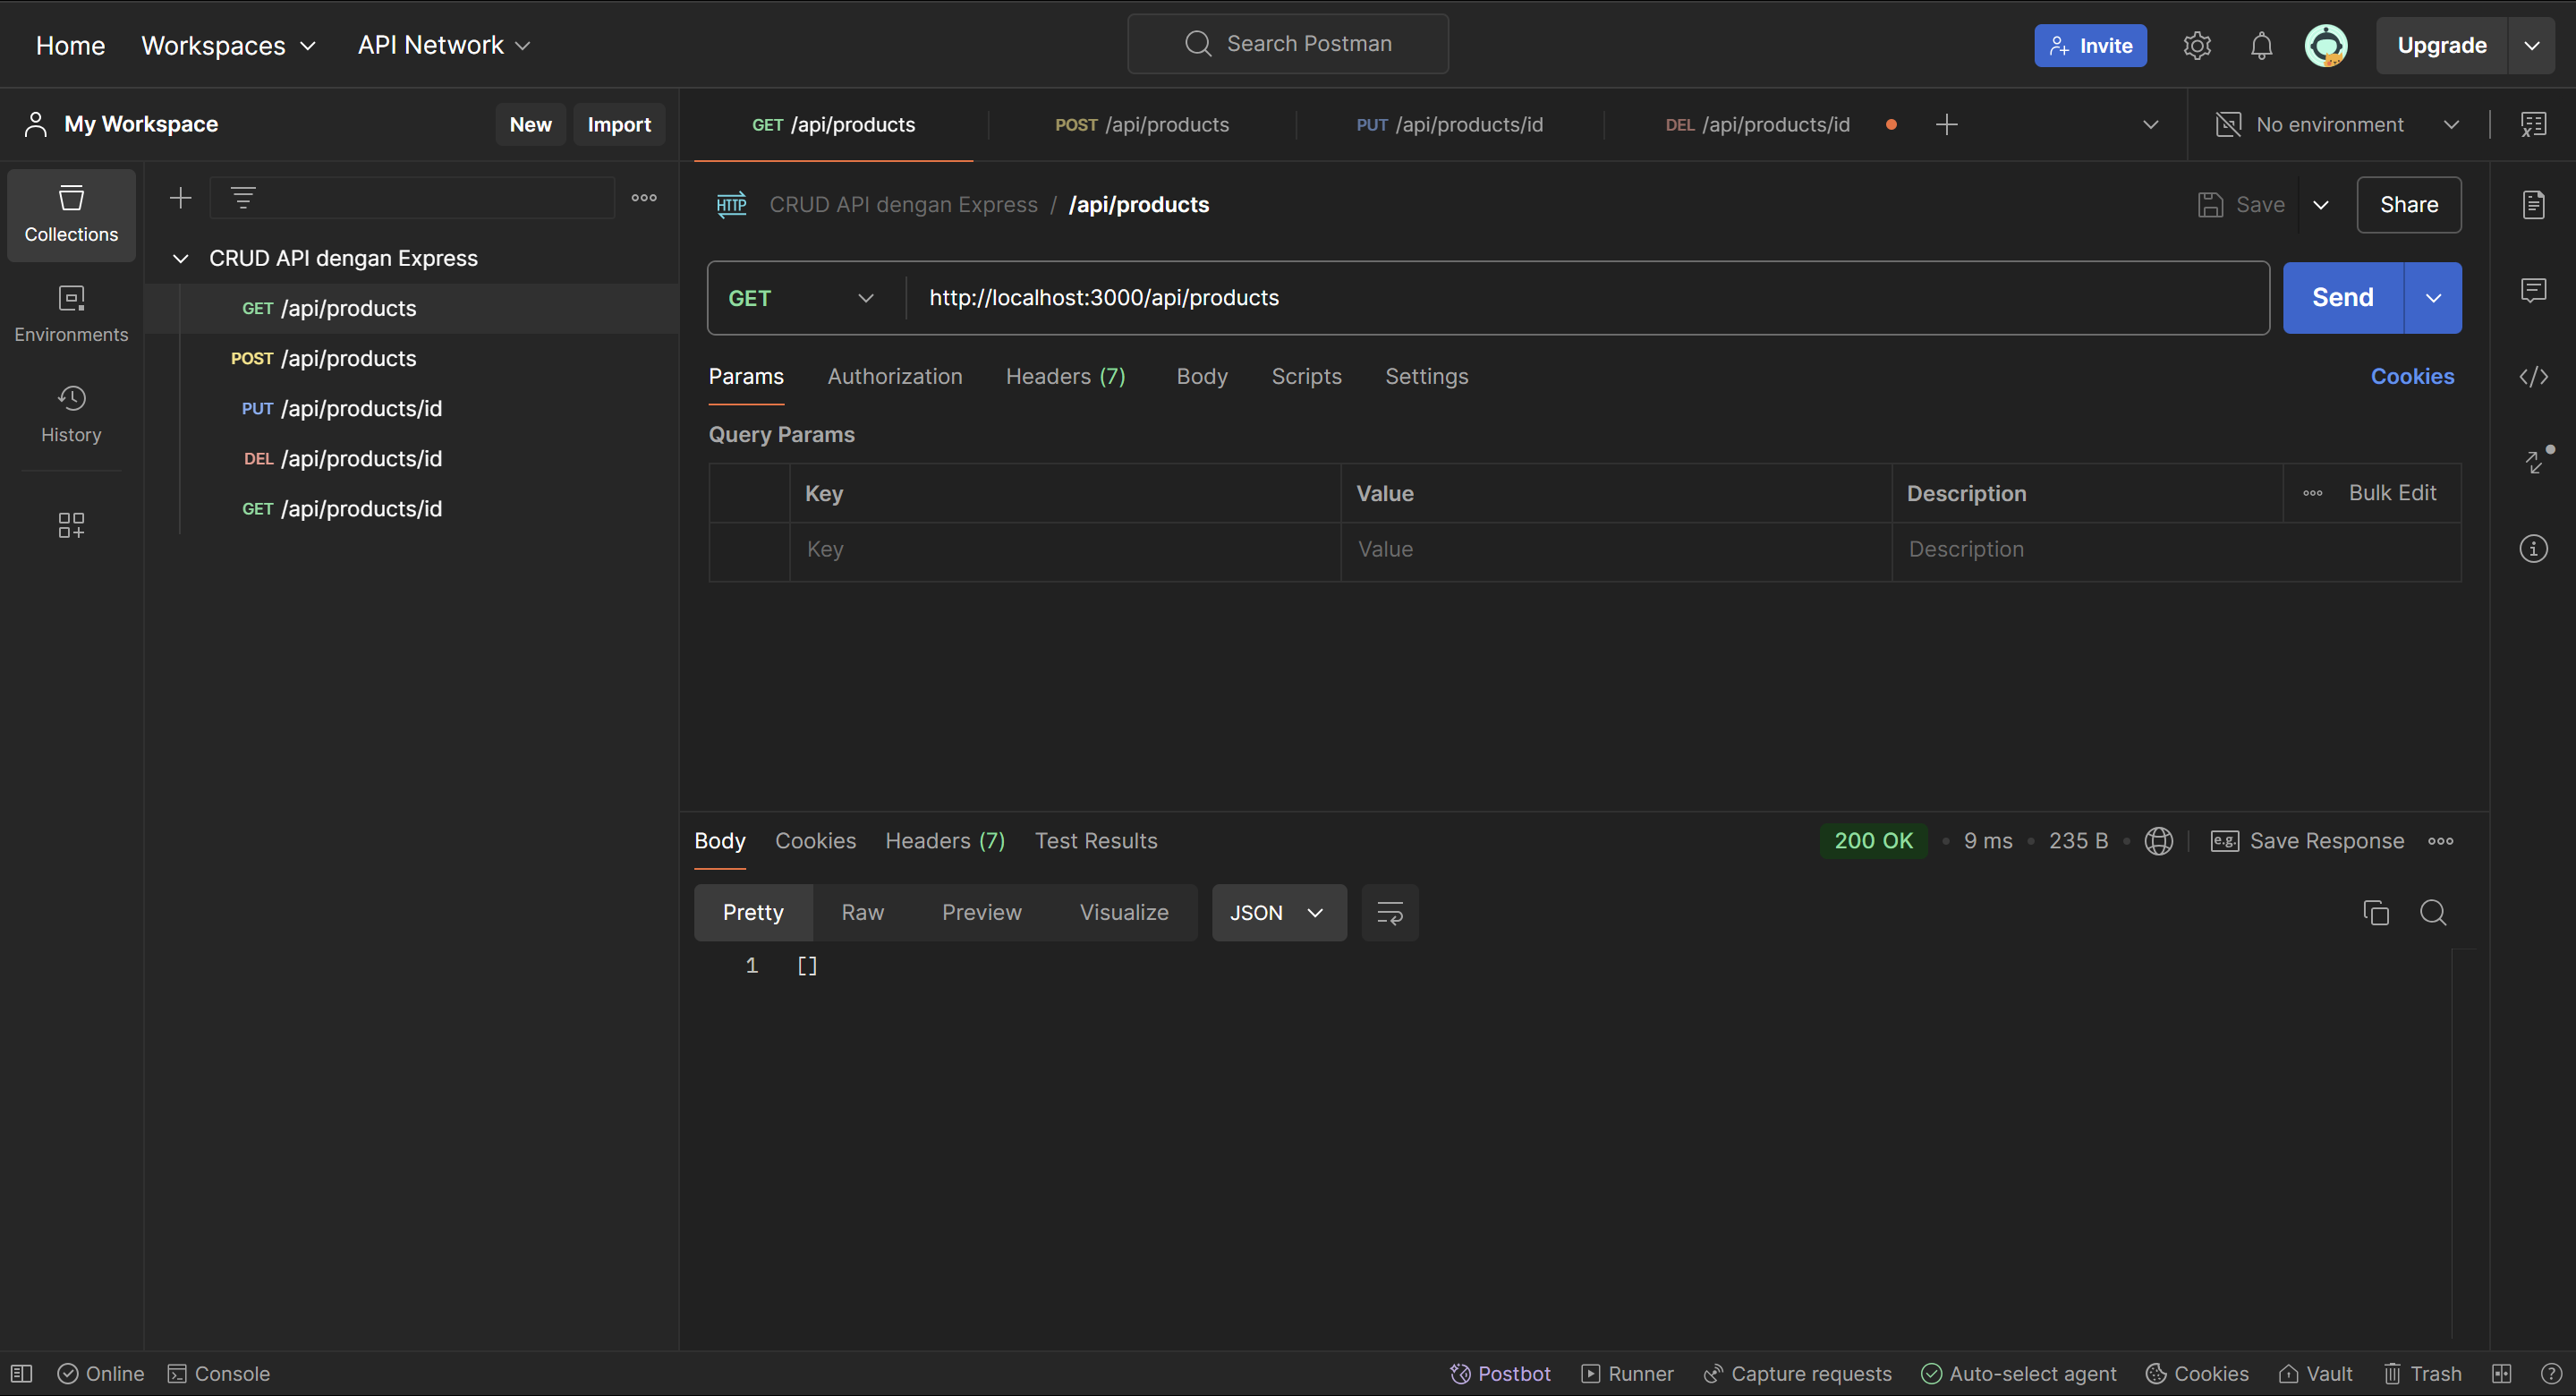 Home Workspaces API Network Search Postman Invite Upgrade
My Workspace New Import GET /api/products POST /api/products PUT /api/products/id DEL /api/products/id No environment
Collections
Environments
History
CRUD API dengan Express
GET /api/products
POST /api/products
PUT /api/products/id
DEL /api/products/id
GET /api/products/id
HTTP CRUD API dengan Express / /api/products Save Share
GET http://localhost:3000/api/products Send
Params Authorization Headers (7) Body Scripts Settings Cookies
Query Params
Key Value Description Bulk Edit
Key Value Description
Body Cookies Headers (7) Test Results 200 OK • 9 ms • 235 B • e.g. Save Response
Pretty Raw Preview Visualize JSON
1 []
Online Console Postbot Runner Capture requests Auto-select agent Cookies Vault Trash